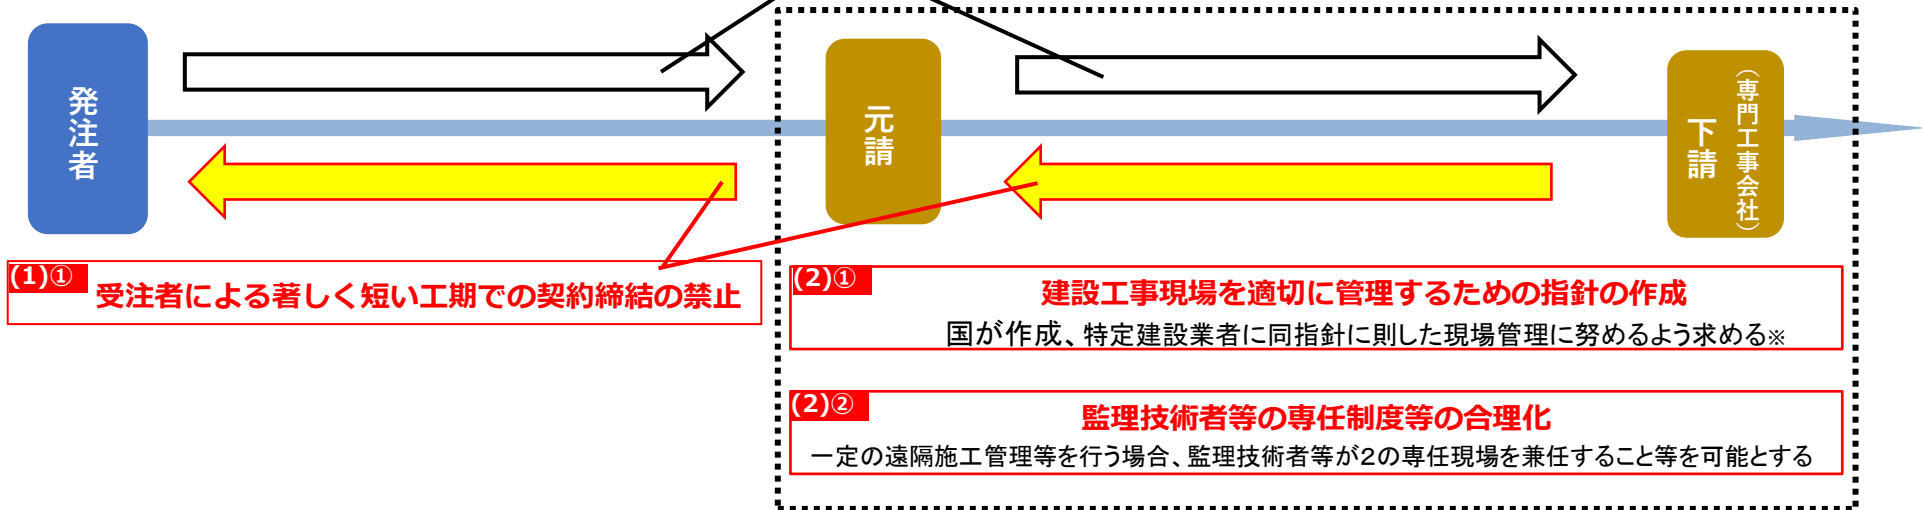 発注者
元請
下請
（専門工事会社）
(1)①
受注者による著しく短い工期での契約締結の禁止
(2)①
建設工事現場を適切に管理するための指針の作成
国が作成、特定建設業者に同指針に則した現場管理に努めるよう求める※
(2)②
監理技術者等の専任制度等の合理化
一定の遠隔施工管理等を行う場合、監理技術者等が２の専任現場を兼任すること等を可能とする